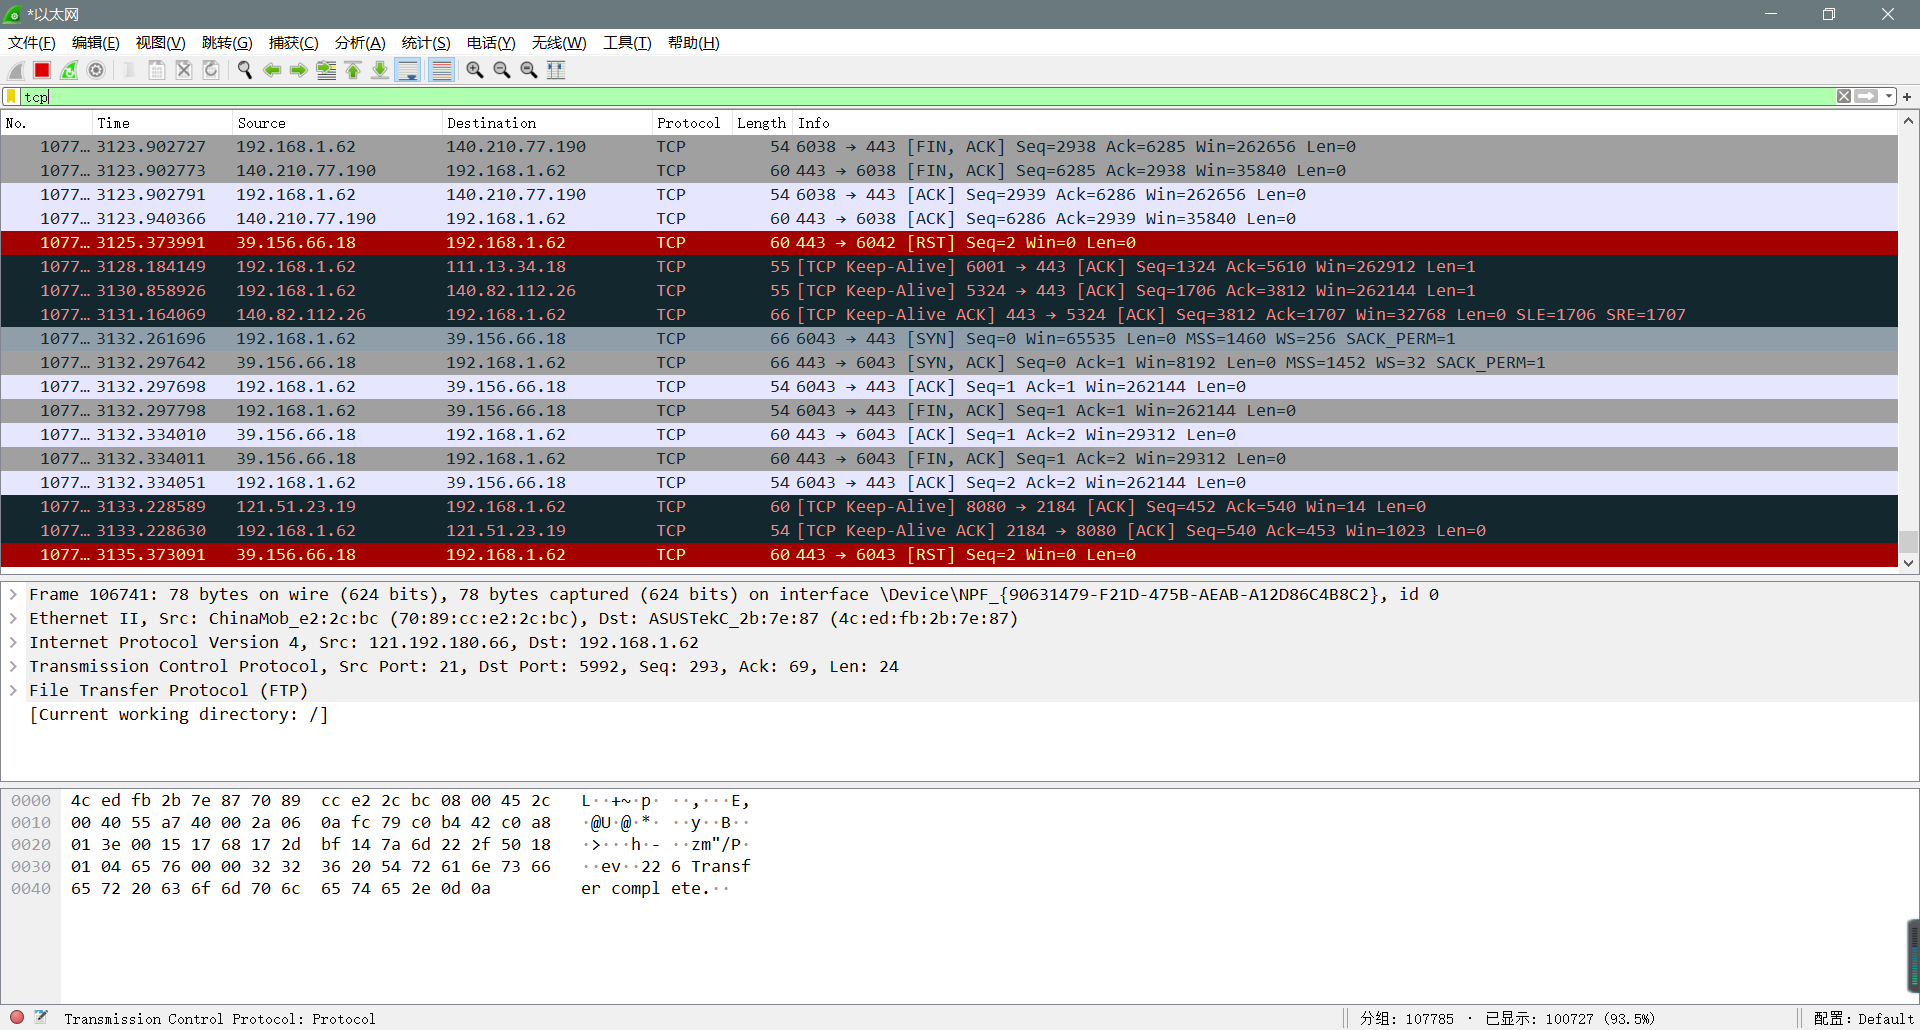 *以太网
文件(F) 编辑(E) 视图(V) 跳转(G) 捕获(C) 分析(A) 统计(S) 电话(Y) 无线(W) 工具(T) 帮助(H)
tcp
No. Time Source Destination Protocol Length Info
1077… 3123.902727 192.168.1.62 140.210.77.190 TCP 54 6038 → 443 [FIN, ACK] Seq=2938 Ack=6285 Win=262656 Len=0
1077… 3123.902773 140.210.77.190 192.168.1.62 TCP 60 443 → 6038 [FIN, ACK] Seq=6285 Ack=2938 Win=35840 Len=0
1077… 3123.902791 192.168.1.62 140.210.77.190 TCP 54 6038 → 443 [ACK] Seq=2939 Ack=6286 Win=262656 Len=0
1077… 3123.940366 140.210.77.190 192.168.1.62 TCP 60 443 → 6038 [ACK] Seq=6286 Ack=2939 Win=35840 Len=0
1077… 3125.373991 39.156.66.18 192.168.1.62 TCP 60 443 → 6042 [RST] Seq=2 Win=0 Len=0
1077… 3128.184149 192.168.1.62 111.13.34.18 TCP 55 [TCP Keep-Alive] 6001 → 443 [ACK] Seq=1324 Ack=5610 Win=262912 Len=1
1077… 3130.858926 192.168.1.62 140.82.112.26 TCP 55 [TCP Keep-Alive] 5324 → 443 [ACK] Seq=1706 Ack=3812 Win=262144 Len=1
1077… 3131.164069 140.82.112.26 192.168.1.62 TCP 66 [TCP Keep-Alive ACK] 443 → 5324 [ACK] Seq=3812 Ack=1707 Win=32768 Len=0 SLE=1706 SRE=1707
1077… 3132.261696 192.168.1.62 39.156.66.18 TCP 66 6043 → 443 [SYN] Seq=0 Win=65535 Len=0 MSS=1460 WS=256 SACK_PERM=1
1077… 3132.297642 39.156.66.18 192.168.1.62 TCP 66 443 → 6043 [SYN, ACK] Seq=0 Ack=1 Win=8192 Len=0 MSS=1452 WS=32 SACK_PERM=1
1077… 3132.297698 192.168.1.62 39.156.66.18 TCP 54 6043 → 443 [ACK] Seq=1 Ack=1 Win=262144 Len=0
1077… 3132.297798 192.168.1.62 39.156.66.18 TCP 54 6043 → 443 [FIN, ACK] Seq=1 Ack=1 Win=262144 Len=0
1077… 3132.334010 39.156.66.18 192.168.1.62 TCP 60 443 → 6043 [ACK] Seq=1 Ack=2 Win=29312 Len=0
1077… 3132.334011 39.156.66.18 192.168.1.62 TCP 60 443 → 6043 [FIN, ACK] Seq=1 Ack=2 Win=29312 Len=0
1077… 3132.334051 192.168.1.62 39.156.66.18 TCP 54 6043 → 443 [ACK] Seq=2 Ack=2 Win=262144 Len=0
1077… 3133.228589 121.51.23.19 192.168.1.62 TCP 60 [TCP Keep-Alive] 8080 → 2184 [ACK] Seq=452 Ack=540 Win=14 Len=0
1077… 3133.228630 192.168.1.62 121.51.23.19 TCP 54 [TCP Keep-Alive ACK] 2184 → 8080 [ACK] Seq=540 Ack=453 Win=1023 Len=0
1077… 3135.373091 39.156.66.18 192.168.1.62 TCP 60 443 → 6043 [RST] Seq=2 Win=0 Len=0
Frame 106741: 78 bytes on wire (624 bits), 78 bytes captured (624 bits) on interface \Device\NPF_{90631479-F21D-475B-AEAB-A12D86C4B8C2}, id 0
Ethernet II, Src: ChinaMob_e2:2c:bc (70:89:cc:e2:2c:bc), Dst: ASUSTekC_2b:7e:87 (4c:ed:fb:2b:7e:87)
Internet Protocol Version 4, Src: 121.192.180.66, Dst: 192.168.1.62
Transmission Control Protocol, Src Port: 21, Dst Port: 5992, Seq: 293, Ack: 69, Len: 24
File Transfer Protocol (FTP)
[Current working directory: /]
0000 4c ed fb 2b 7e 87 70 89 cc e2 2c bc 08 00 45 2c L··+~·p· ··,···E,
0010 00 40 55 a7 40 00 2a 06 0a fc 79 c0 b4 42 c0 a8 ·@U·@·*· ··y··B··
0020 01 3e 00 15 17 68 17 2d bf 14 7a 6d 22 2f 50 18 ·>···h·- ··zm"/P·
0030 01 04 65 76 00 00 32 32 36 20 54 72 61 6e 73 66 ··ev··22 6 Transf
0040 65 72 20 63 6f 6d 70 6c 65 74 65 2e 0d 0a er compl ete.··
Transmission Control Protocol: Protocol 分组: 107785 · 已显示: 100727 (93.5%) 配置: Default